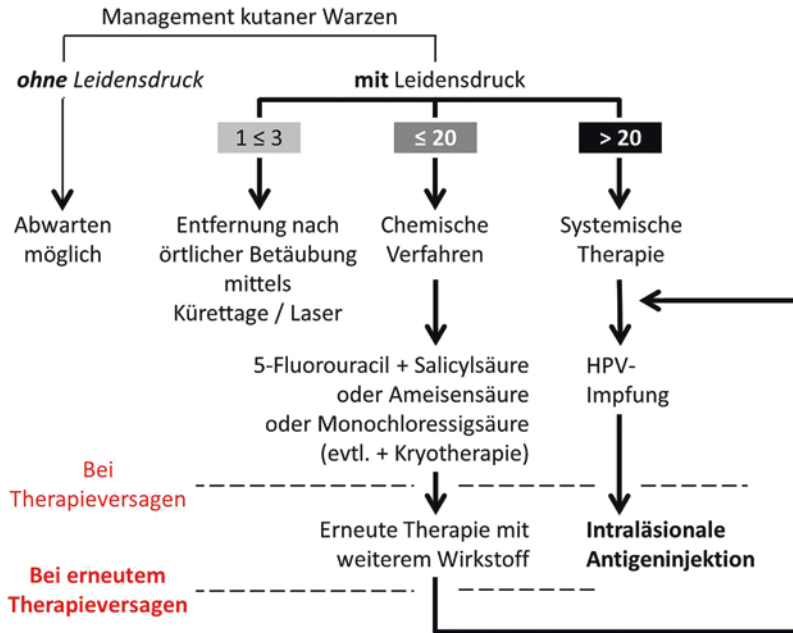 Management kutaner Warzen
ohne Leidensdruck
mit Leidensdruck
1 ≤ 3
≤ 20
> 20
Abwarten
möglich
Entfernung nach
örtlicher Betäubung
mittels
Kürettage / Laser
Chemische
Verfahren
Systemische
Therapie
5-Fluorouracil + Salicylsäure
oder Ameisensäure
oder Monochloressigsäure
(evtl. + Kryotherapie)
HPV-
Impfung
Bei
Therapieversagen
Erneute Therapie mit
weiterem Wirkstoff
Intraläsionale
Antigeninjektion
Bei erneutem
Therapieversagen